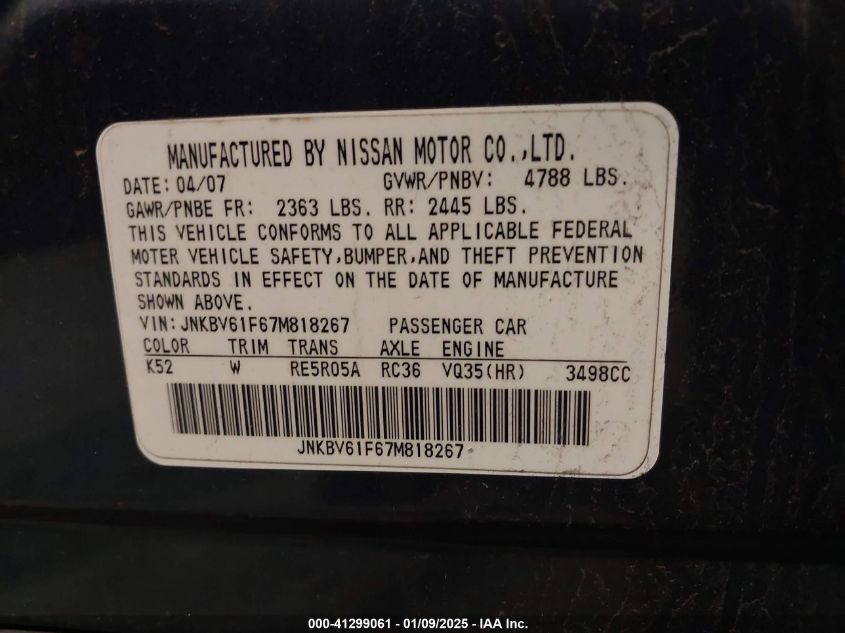 MANUFACTURED BY NISSAN MOTOR CO.,LTD.
DATE: 04/07 GVWR/PNBV: 4788 LBS.
GAWR/PNBE FR: 2363 LBS. RR: 2445 LBS.
THIS VEHICLE CONFORMS TO ALL APPLICABLE FEDERAL
MOTER VEHICLE SAFETY,BUMPER,AND THEFT PREVENTION
STANDARDS IN EFFECT ON THE DATE OF MANUFACTURE
SHOWN ABOVE.
VIN:JNKBV61F67M818267 PASSENGER CAR
COLOR TRIM TRANS AXLE ENGINE
K52 W RE5R05A RC36 VQ35(HR) 3498CC
JNKBV61F67M818267
000-41299061 - 01/09/2025 - IAA Inc.